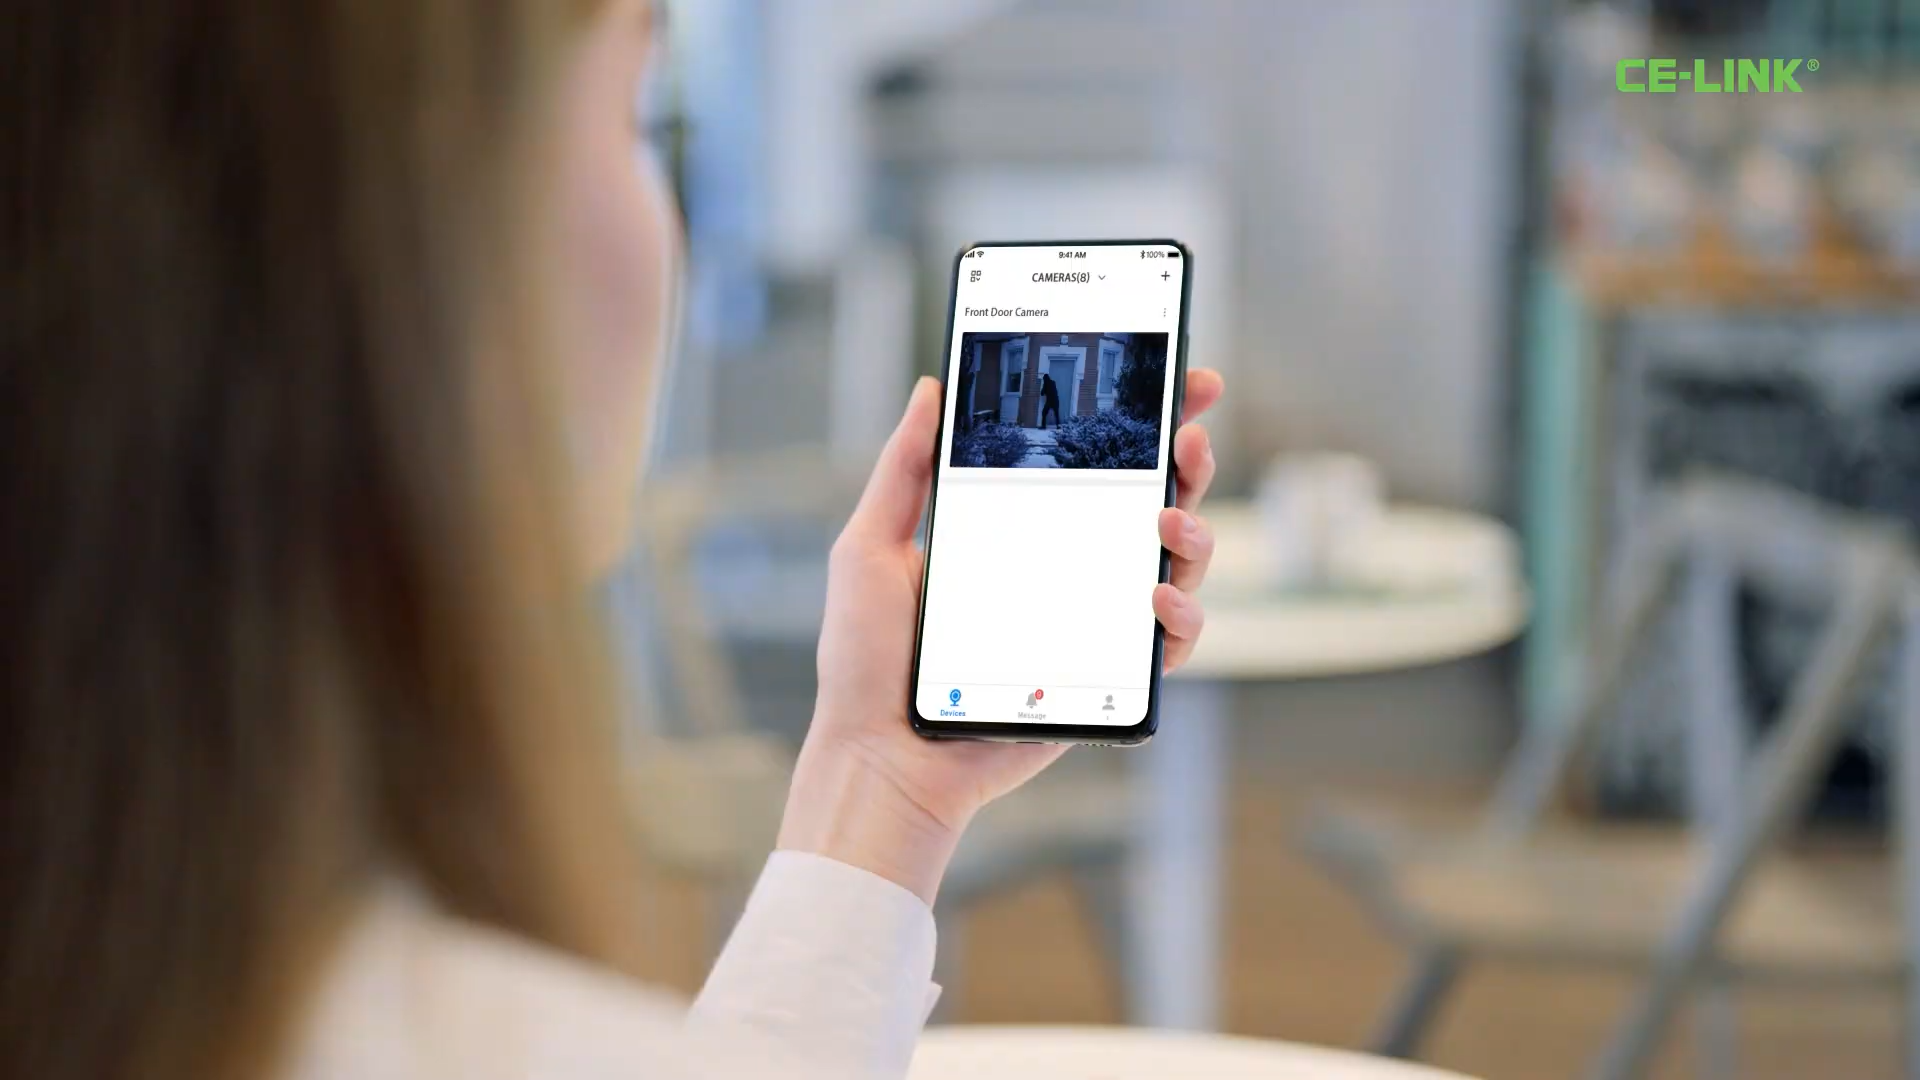 CE-LINK®
9:41 AM
100%
CAMERAS(8)
Front Door Camera
Devices
Message